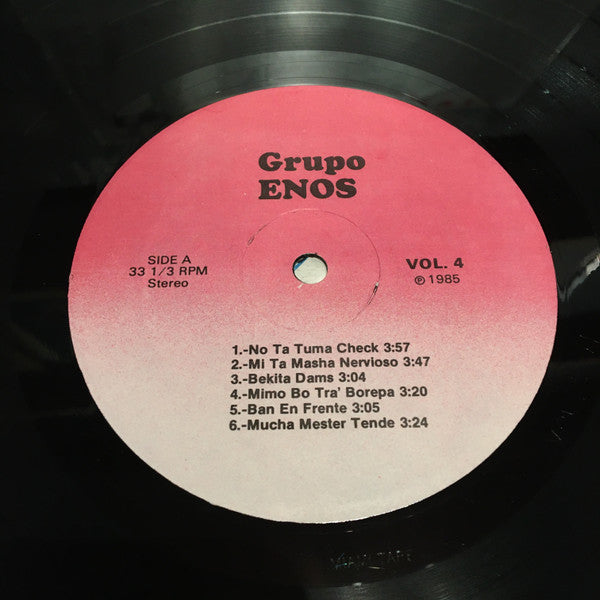 Grupo
ENOS
SIDE A
33 1/3 RPM
Stereo
VOL. 4
℗ 1985
1.-No Ta Tuma Check 3:57
2.-Mi Ta Masha Nervioso 3:47
3.-Bekita Dams 3:04
4.-Mimo Bo Tra' Borepa 3:20
5.-Ban En Frente 3:05
6.-Mucha Mester Tende 3:24